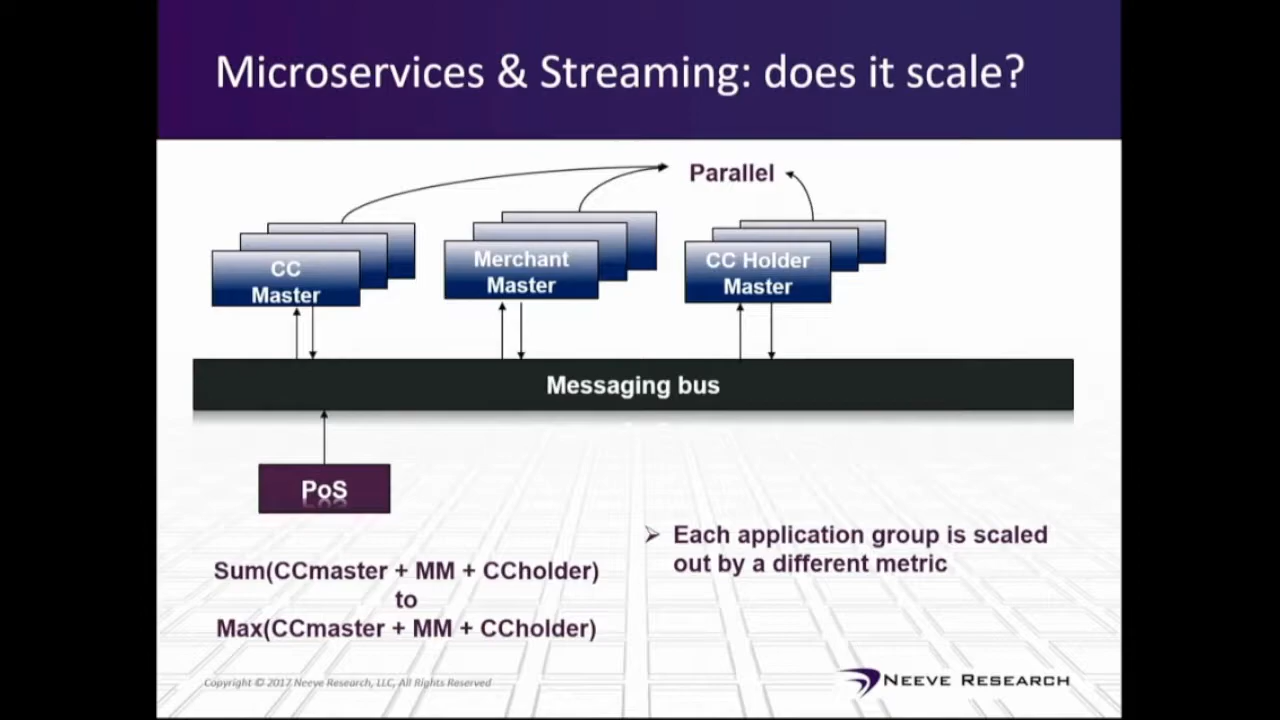 Microservices & Streaming: does it scale?
Parallel
CC
Master
Merchant
Master
CC Holder
Master
Messaging bus
PoS
Sum(CCmaster + MM + CCholder)
to
Max(CCmaster + MM + CCholder)
➢ Each application group is scaled
out by a different metric
Copyright © 2017 Neeve Research, LLC, All Rights Reserved
NEEVE RESEARCH